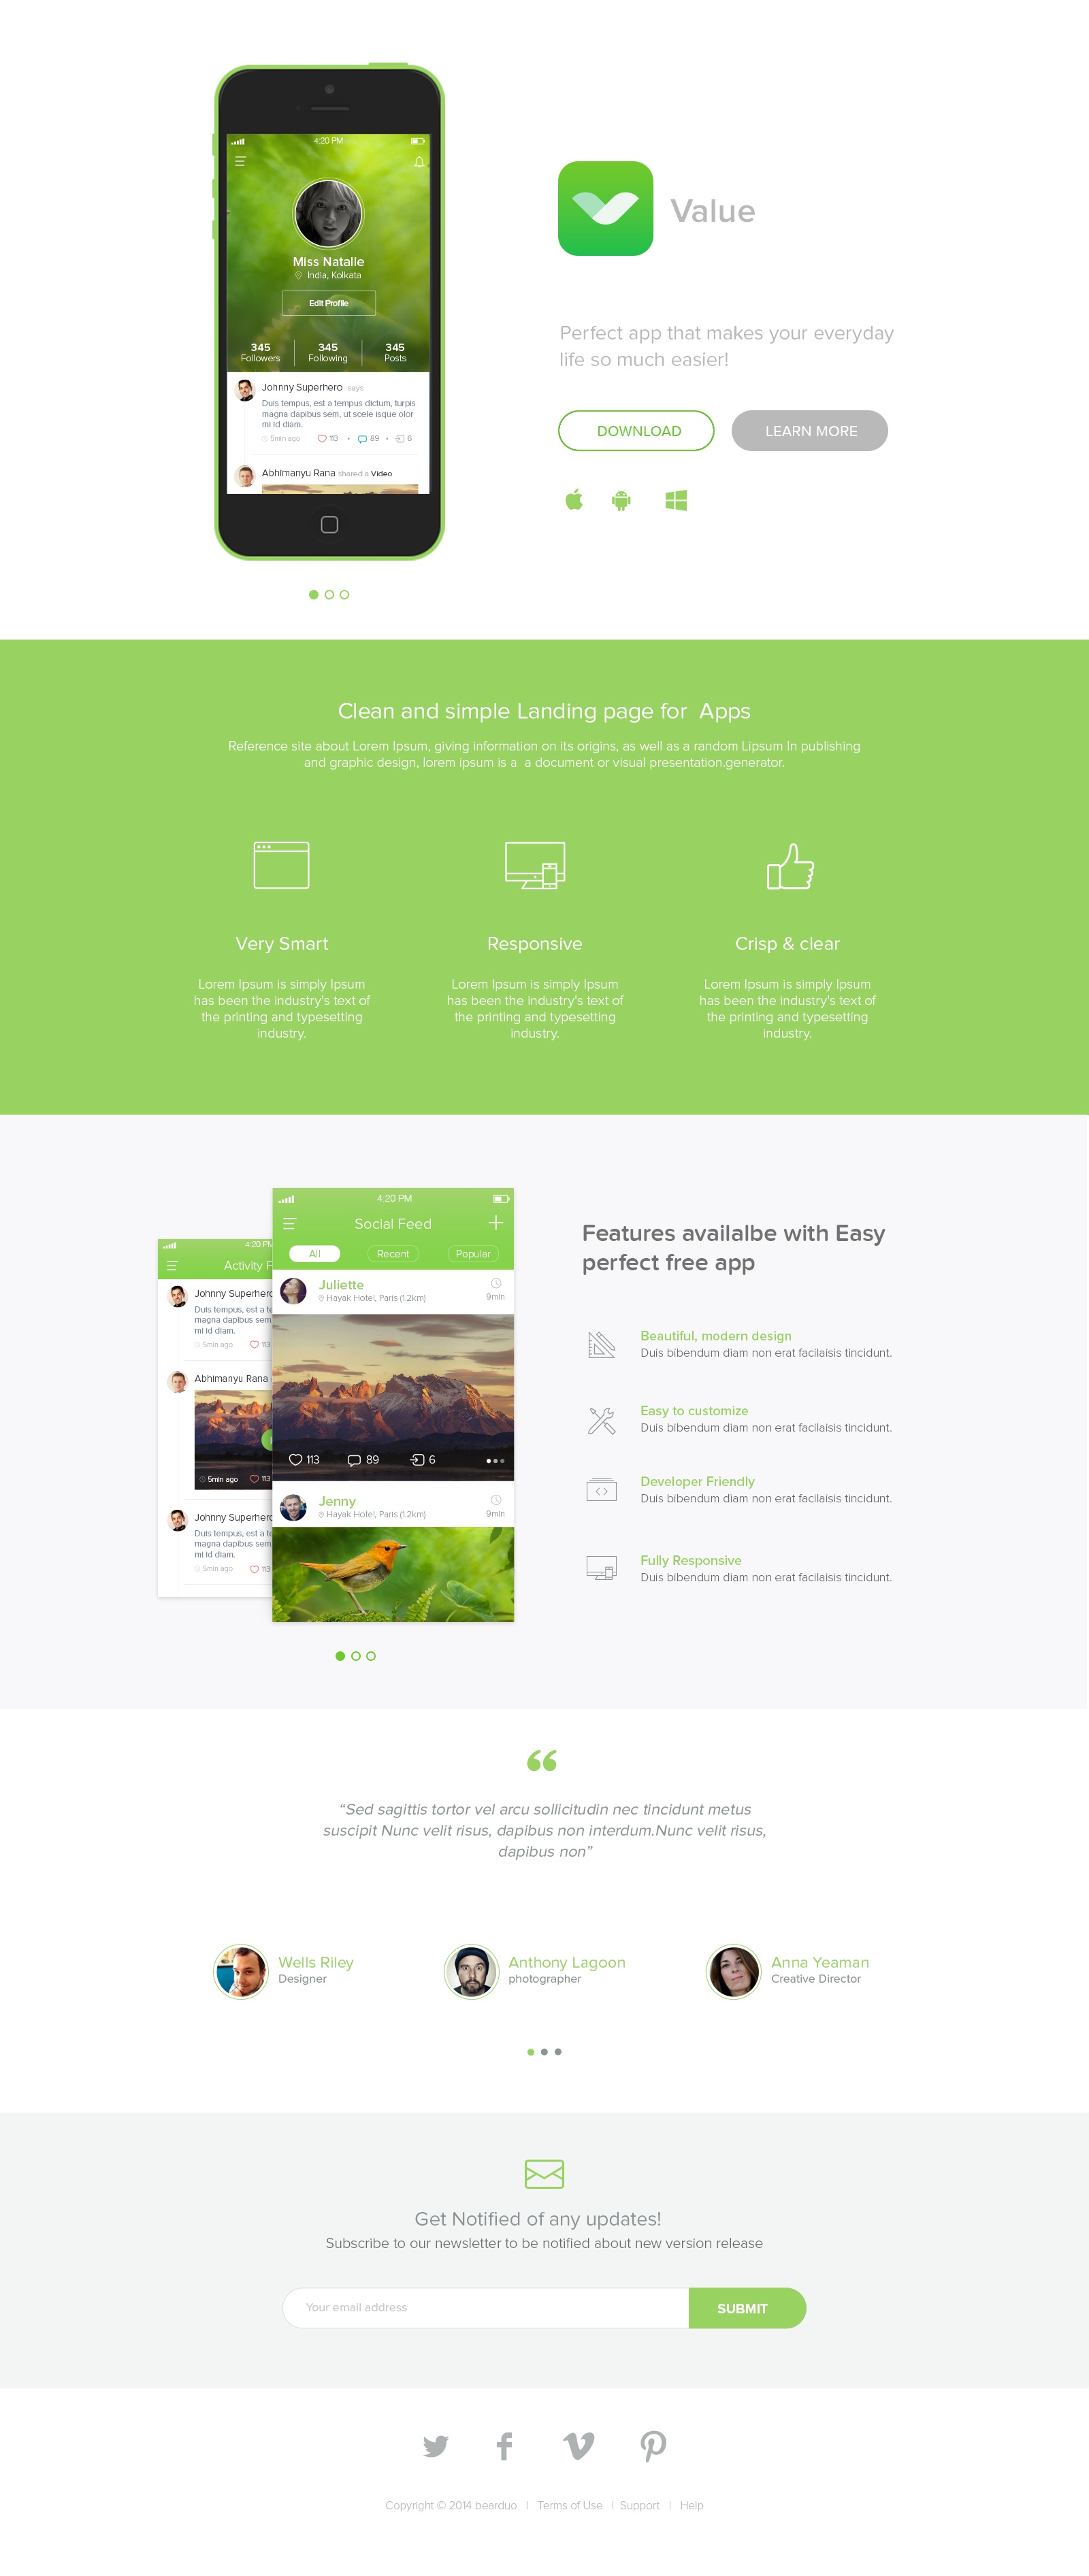 4:20 PM
Miss Natalie
India, Kolkata
Edit Profile
345 345 345
Followers Following Posts
Johnny Superhero says
Duis tempus, est a tempus dictum, turpis
magna dapibus sem, ut scele isque olor
mi id diam.
5min ago 113 89 6
Abhimanyu Rana shared a Video
Value
Perfect app that makes your everyday
life so much easier!
DOWNLOAD LEARN MORE
Clean and simple Landing page for Apps
Reference site about Lorem Ipsum, giving information on its origins, as well as a random Lipsum In publishing
and graphic design, lorem ipsum is a a document or visual presentation.generator.
Very Smart
Lorem Ipsum is simply Ipsum
has been the industry's text of
the printing and typesetting
industry.
Responsive
Lorem Ipsum is simply Ipsum
has been the industry's text of
the printing and typesetting
industry.
Crisp & clear
Lorem Ipsum is simply Ipsum
has been the industry's text of
the printing and typesetting
industry.
4:20 PM
Activity F
Johnny Superhero
Duis tempus, est a te
magna dapibus sem,
mi id diam.
5min ago 113
Abhimanyu Rana
5min ago 113
Johnny Superhero
Duis tempus, est a te
magna dapibus sem,
mi id diam.
5min ago 113
4:20 PM
Social Feed
All Recent Popular
Juliette
Hayak Hotel, Paris (1.2km) 9min
113 89 6
Jenny
Hayak Hotel, Paris (1.2km) 9min
Features availalbe with Easy
perfect free app
Beautiful, modern design
Duis bibendum diam non erat facilaisis tincidunt.
Easy to customize
Duis bibendum diam non erat facilaisis tincidunt.
Developer Friendly
Duis bibendum diam non erat facilaisis tincidunt.
Fully Responsive
Duis bibendum diam non erat facilaisis tincidunt.
“Sed sagittis tortor vel arcu sollicitudin nec tincidunt metus
suscipit Nunc velit risus, dapibus non interdum.Nunc velit risus,
dapibus non”
Wells Riley
Designer
Anthony Lagoon
photographer
Anna Yeaman
Creative Director
Get Notified of any updates!
Subscribe to our newsletter to be notified about new version release
Your email address SUBMIT
Copyright © 2014 bearduo | Terms of Use | Support | Help